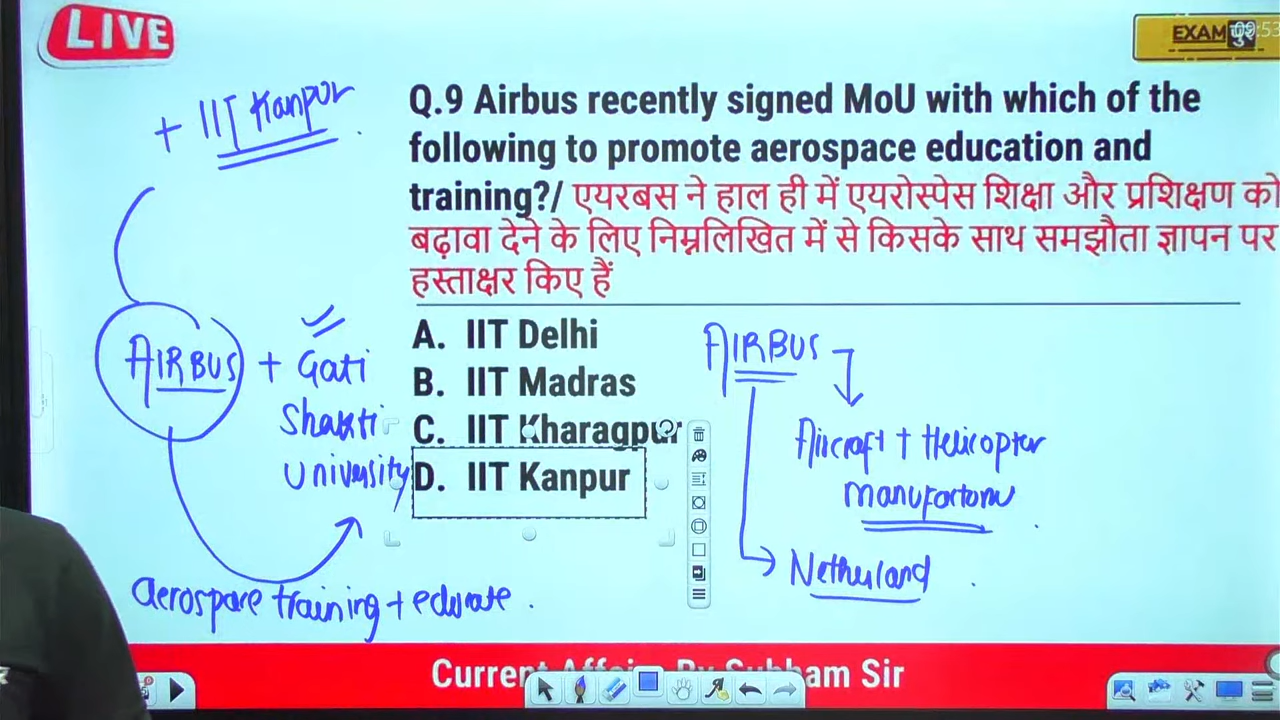 LIVE
EXAM पुर
09:53
+ IIT Kanpur
Q.9 Airbus recently signed MoU with which of the
following to promote aerospace education and
training?/ एयरबस ने हाल ही में एयरोस्पेस शिक्षा और प्रशिक्षण को
बढ़ावा देने के लिए निम्नलिखित में से किसके साथ समझौता ज्ञापन पर
हस्ताक्षर किए हैं
A. IIT Delhi
B. IIT Madras
C. IIT Kharagpur
D. IIT Kanpur
AIRBUS + Gati
Shakti
University
Aerospace training + educate .
AIRBUS
Aircraft + Helicopter
Netherland .
Current Affairs By Subham Sir